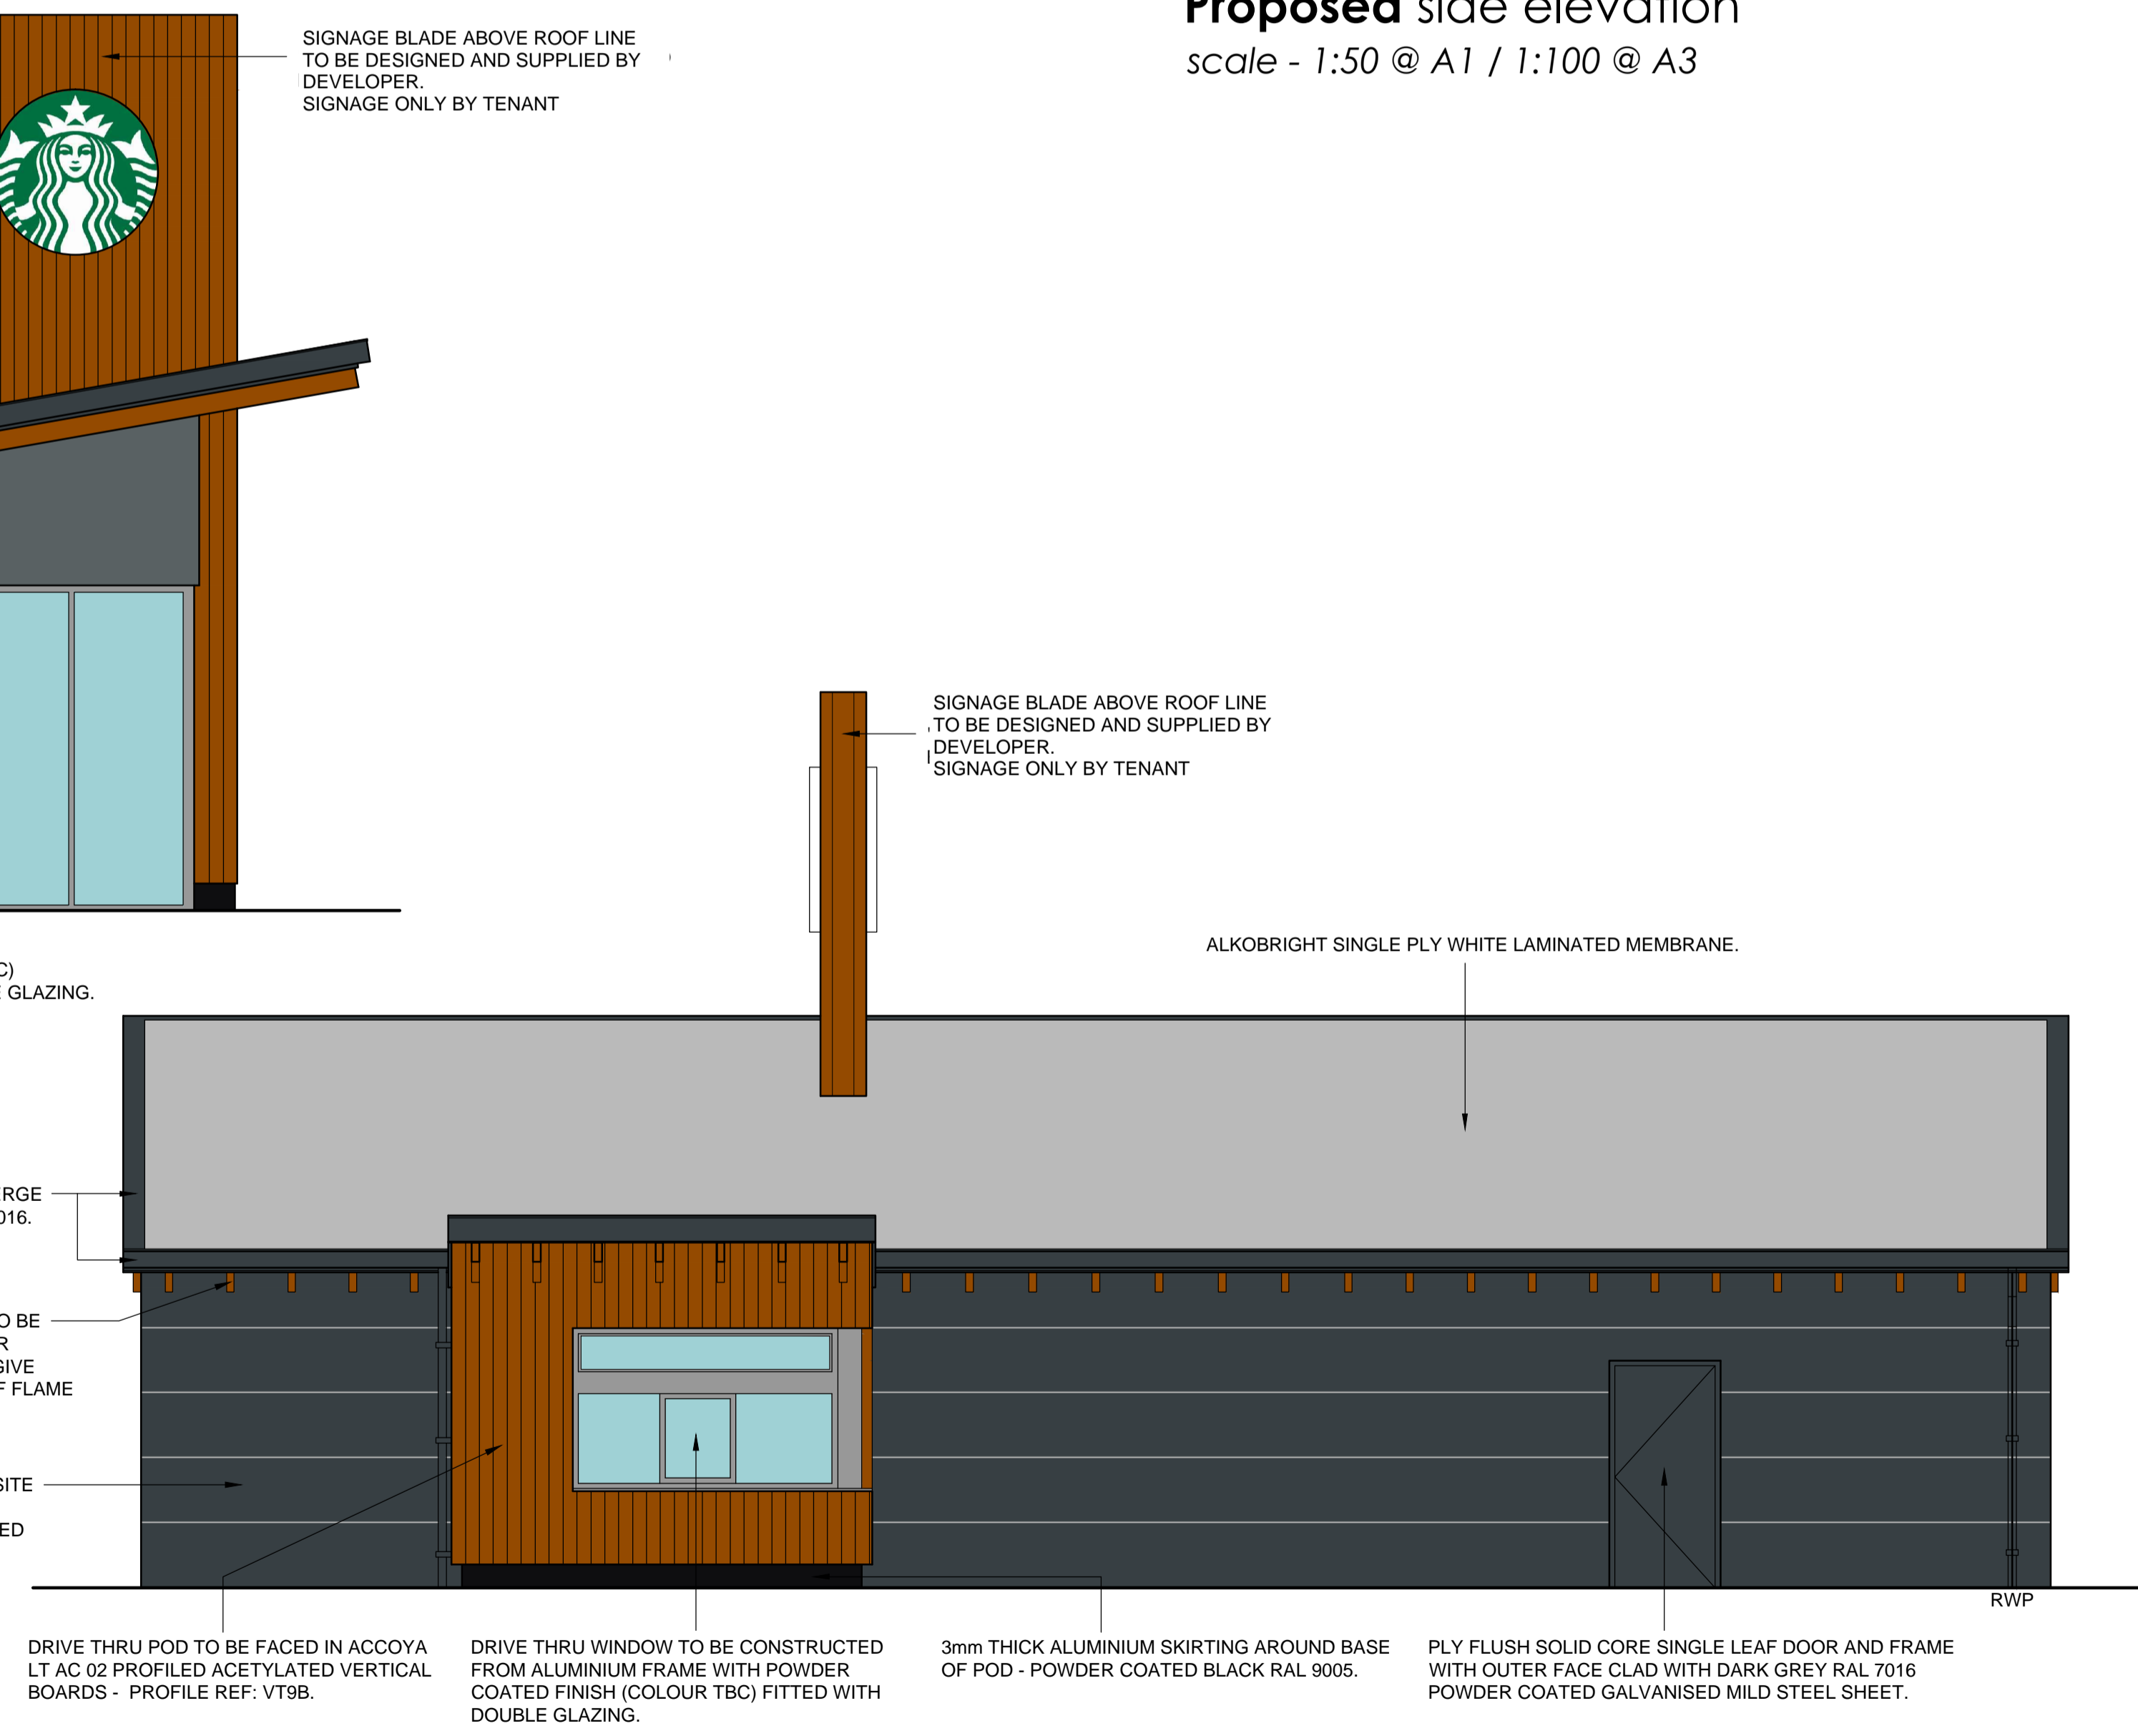 Proposed side elevation
scale - 1:50 @ A1 / 1:100 @ A3
SIGNAGE BLADE ABOVE ROOF LINE
TO BE DESIGNED AND SUPPLIED BY
DEVELOPER.
SIGNAGE ONLY BY TENANT
SIGNAGE BLADE ABOVE ROOF LINE
TO BE DESIGNED AND SUPPLIED BY
DEVELOPER.
SIGNAGE ONLY BY TENANT
ALKOBRIGHT SINGLE PLY WHITE LAMINATED MEMBRANE.
C)
GLAZING.
ERGE
016.
O BE
R
GIVE
F FLAME
SITE
ED
RWP
DRIVE THRU POD TO BE FACED IN ACCOYA
LT AC 02 PROFILED ACETYLATED VERTICAL
BOARDS - PROFILE REF: VT9B.
DRIVE THRU WINDOW TO BE CONSTRUCTED
FROM ALUMINIUM FRAME WITH POWDER
COATED FINISH (COLOUR TBC) FITTED WITH
DOUBLE GLAZING.
3mm THICK ALUMINIUM SKIRTING AROUND BASE
OF POD - POWDER COATED BLACK RAL 9005.
PLY FLUSH SOLID CORE SINGLE LEAF DOOR AND FRAME
WITH OUTER FACE CLAD WITH DARK GREY RAL 7016
POWDER COATED GALVANISED MILD STEEL SHEET.